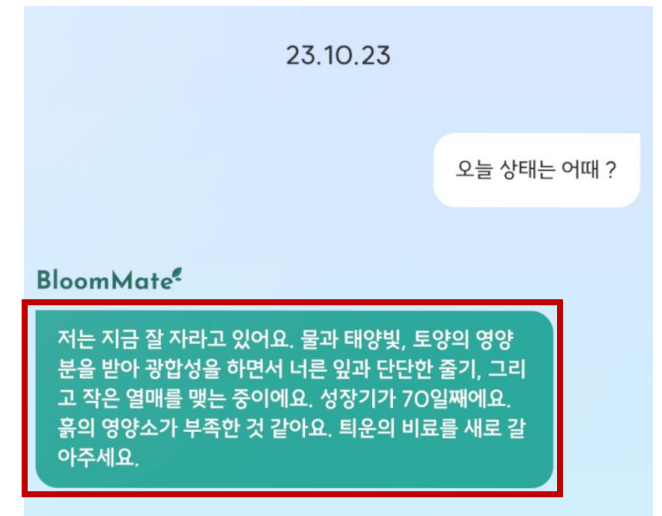 23.10.23
오늘 상태는 어때 ?
BloomMate
저는 지금 잘 자라고 있어요. 물과 태양빛, 토양의 영양
분을 받아 광합성을 하면서 너른 잎과 단단한 줄기, 그리
고 작은 열매를 맺는 중이에요. 성장기가 70일째에요.
흙의 영양소가 부족한 것 같아요. 틔운의 비료를 새로 갈
아주세요.